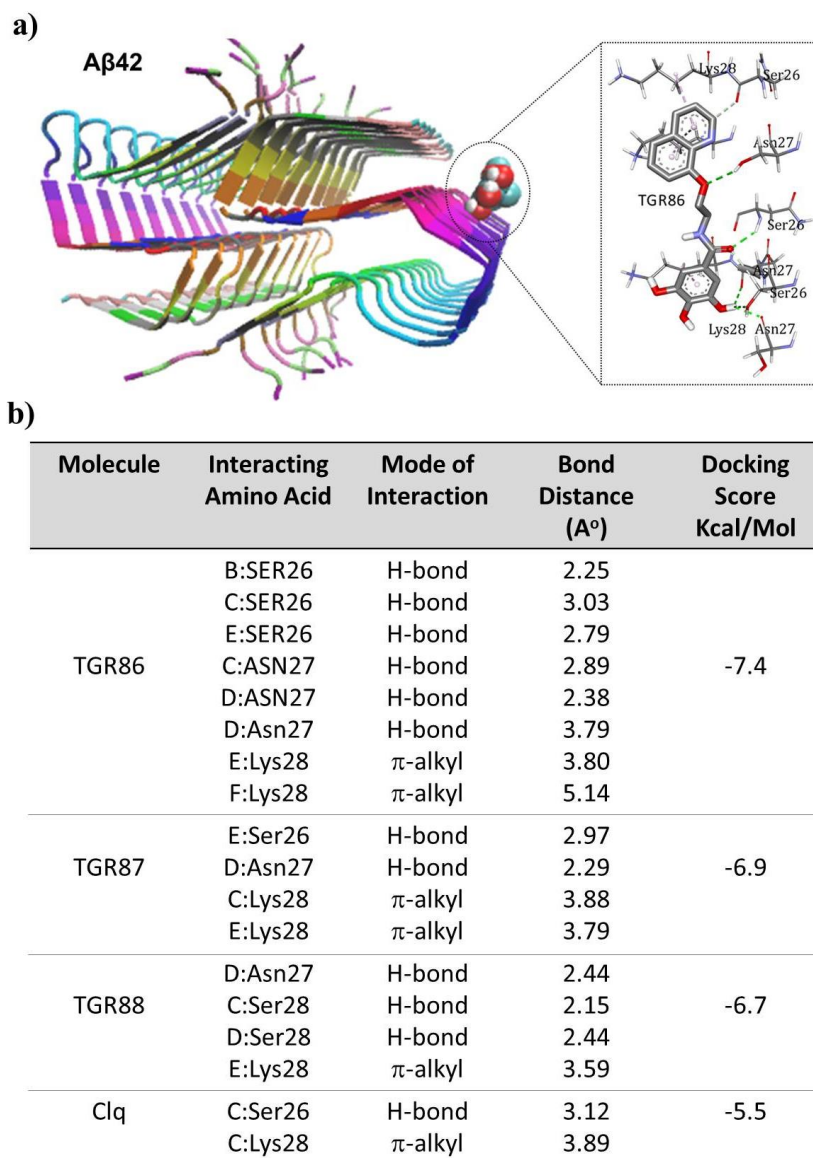 a)
Aβ42
Lys28
Ser26
Asn27
TGR86
Ser26
Asn27
Ser26
Lys28
Asn27
b)
Molecule Interacting Amino Acid Mode of Interaction Bond Distance (Aº) Docking Score Kcal/Mol
B:SER26 H-bond 2.25
C:SER26 H-bond 3.03
E:SER26 H-bond 2.79
TGR86 C:ASN27 H-bond 2.89 -7.4
D:ASN27 H-bond 2.38
D:Asn27 H-bond 3.79
E:Lys28 π-alkyl 3.80
F:Lys28 π-alkyl 5.14
E:Ser26 H-bond 2.97
TGR87 D:Asn27 H-bond 2.29 -6.9
C:Lys28 π-alkyl 3.88
E:Lys28 π-alkyl 3.79
D:Asn27 H-bond 2.44
TGR88 C:Ser28 H-bond 2.15 -6.7
D:Ser28 H-bond 2.44
E:Lys28 π-alkyl 3.59
Clq C:Ser26 H-bond 3.12 -5.5
C:Lys28 π-alkyl 3.89